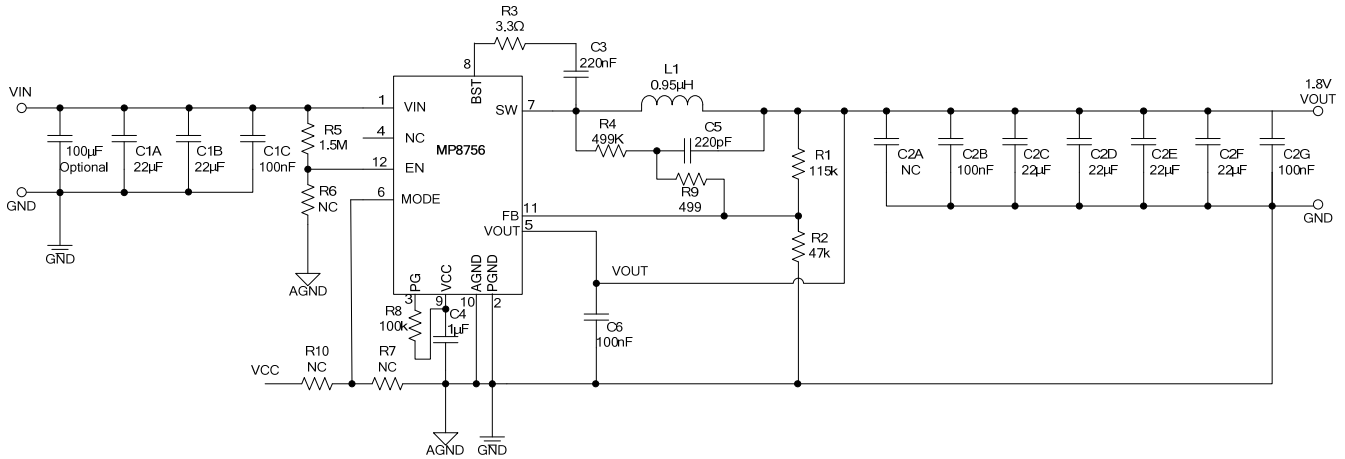 R3
3.3Ω
C3
220nF
8
BST
L1
0.95µH
VIN
1
VIN
SW
7
1.8V
VOUT
100µF
Optional
C1A
22µF
C1B
22µF
C1C
100nF
R5
1.5M
4
NC
MP8756
R4
499K
C5
220pF
R1
115k
C2A
NC
C2B
100nF
C2C
22µF
C2D
22µF
C2E
22µF
C2F
22µF
C2G
100nF
12
EN
R6
NC
6
MODE
R9
499
GND
FB
11
VOUT
5
R2
47k
GND
GND
AGND
VOUT
PG
VCC
AGND
PGND
3
9
10
2
R8
100k
C4
1µF
C6
100nF
VCC
R10
NC
R7
NC
AGND
GND